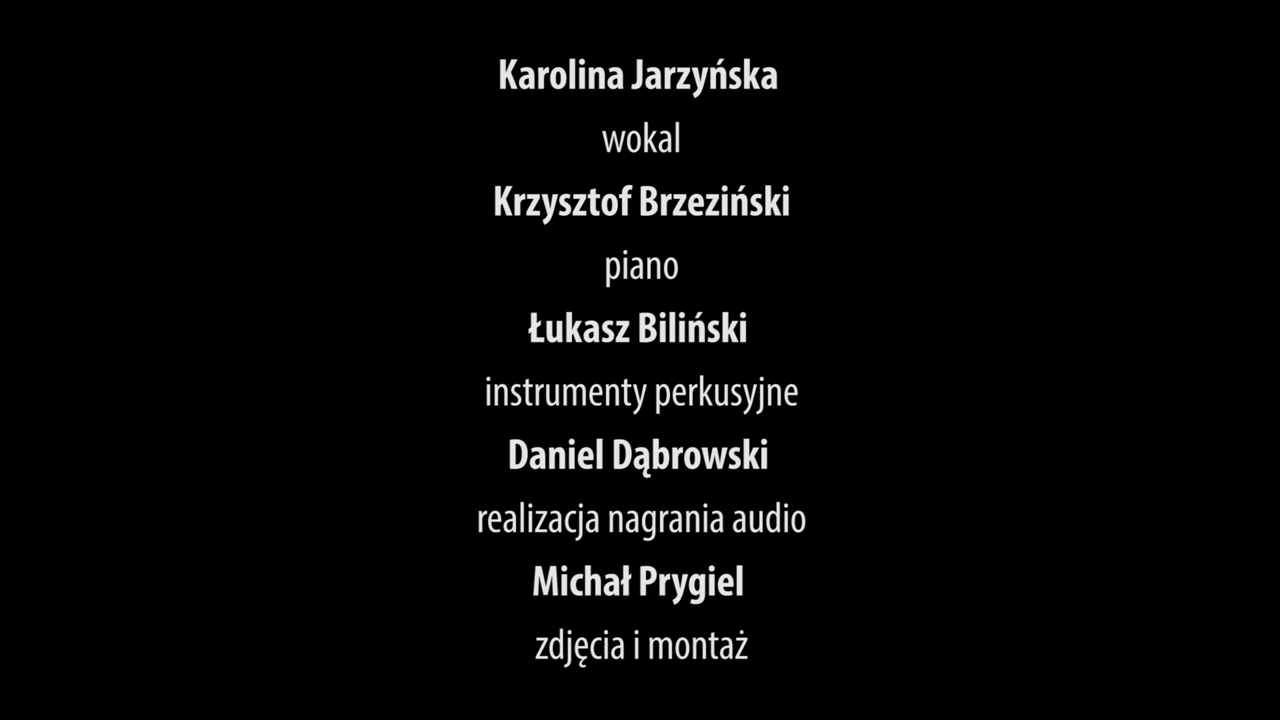 Karolina Jarzyńska
wokal
Krzysztof Brzeziński
piano
Łukasz Biliński
instrumenty perkusyjne
Daniel Dąbrowski
realizacja nagrania audio
Michał Prygiel
zdjęcia i montaż